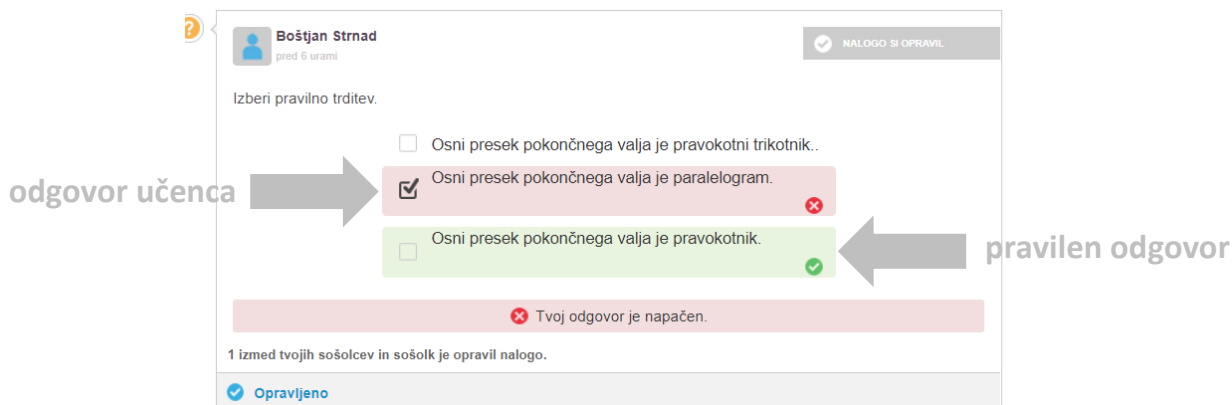 Boštjan Strnad
pred 6 urami
NALOGO SI OPRAVIL
Izberi pravilno trditev.
Osni presek pokončnega valja je pravokotni trikotnik..
odgovor učenca
Osni presek pokončnega valja je paralelogram.
Osni presek pokončnega valja je pravokotnik.
pravilen odgovor
Tvoj odgovor je napačen.
1 izmed tvojih sošolcev in sošolk je opravil nalogo.
Opravljeno